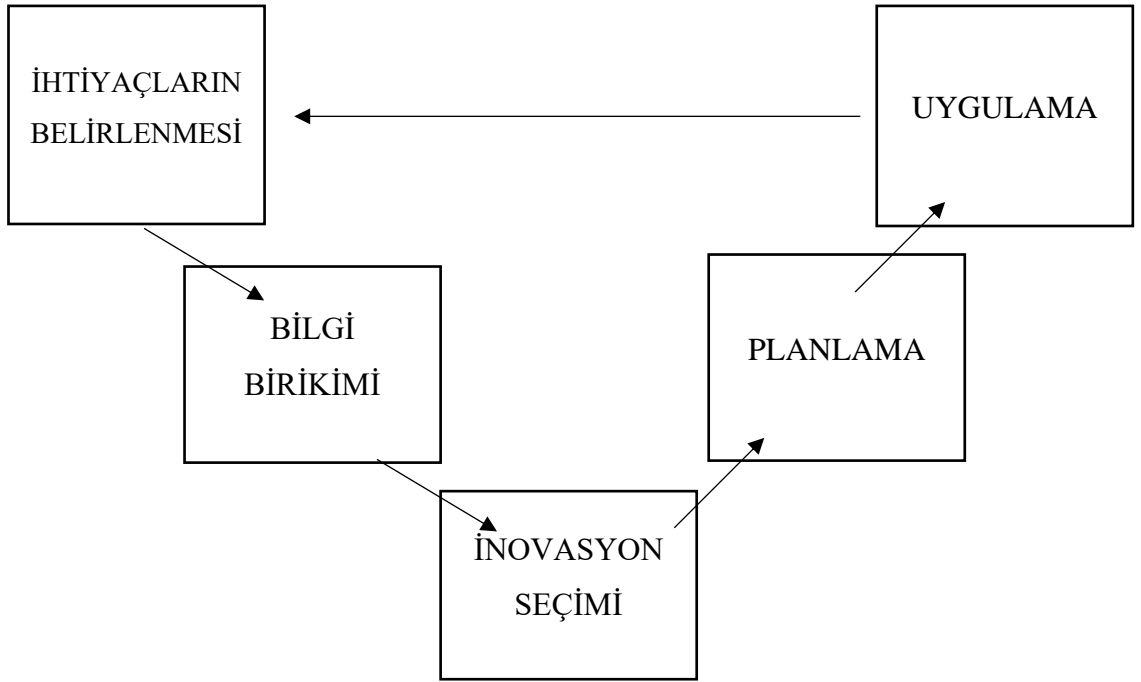 İHTİYAÇLARIN
BELİRLENMESİ
UYGULAMA
BİLGİ
BİRİKİMİ
PLANLAMA
İNOVASYON
SEÇİMİ